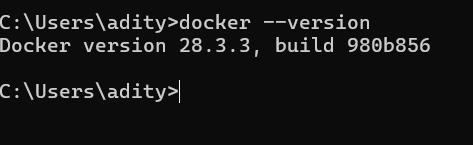 C:\Users\adity>docker --version
Docker version 28.3.3, build 980b856
C:\Users\adity>